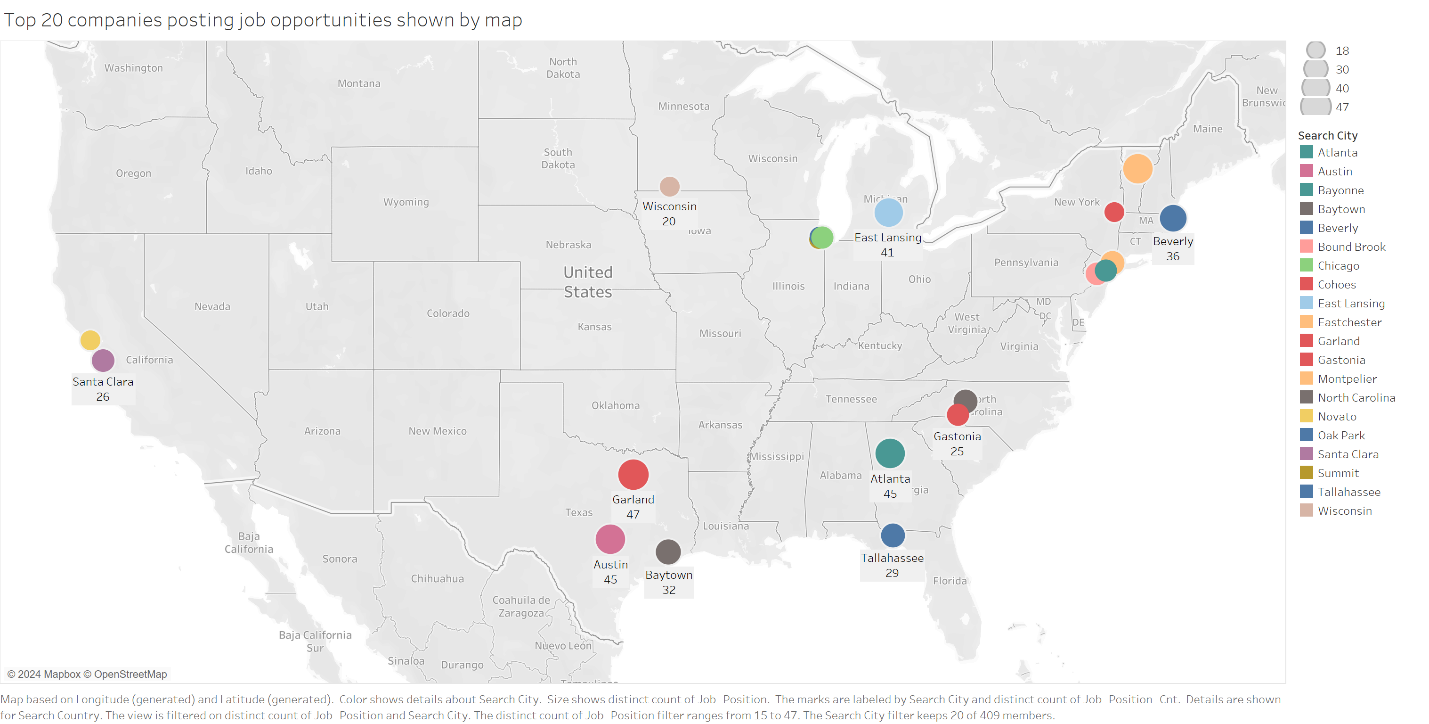 Top 20 companies posting job opportunities shown by map
Washington
Montana
North
Dakota
Minnesota
New
Brunswic
Maine
Oregon
Idaho
South
Dakota
Wisconsin
Michigan
Wyoming
Wisconsin
20
Iowa
New York
MA
CT
Beverly
36
East Lansing
41
Nebraska
United
States
Pennsylvania
Illinois
Indiana
Ohio
MD
DC
DE
Nevada
Utah
Colorado
Kansas
Missouri
West
Virginia
Virginia
Kentucky
California
Santa Clara
26
Tennessee
North
Carolina
Oklahoma
Arkansas
Arizona
New Mexico
Gastonia
25
Mississippi
Alabama
Atlanta
45
rgia
Garland
47
Texas
Louisiana
Austin
45
Baytown
32
Tallahassee
29
Florida
Baja
California
Sonora
Chihuahua
Coahuila de
Zaragoza
Baja California
Sur
Sinaloa
Durango
Nuevo León
Tamaulipas
© 2024 Mapbox © OpenStreetMap
18
30
40
47
Search City
Atlanta
Austin
Bayonne
Baytown
Beverly
Bound Brook
Chicago
Cohoes
East Lansing
Eastchester
Garland
Gastonia
Montpelier
North Carolina
Novato
Oak Park
Santa Clara
Summit
Tallahassee
Wisconsin
Map based on Longitude (generated) and Latitude (generated). Color shows details about Search City. Size shows distinct count of Job Position. The marks are labeled by Search City and distinct count of Job Position Cnt. Details are shown
for Search Country. The view is filtered on distinct count of Job Position and Search City. The distinct count of Job Position filter ranges from 15 to 47. The Search City filter keeps 20 of 409 members.